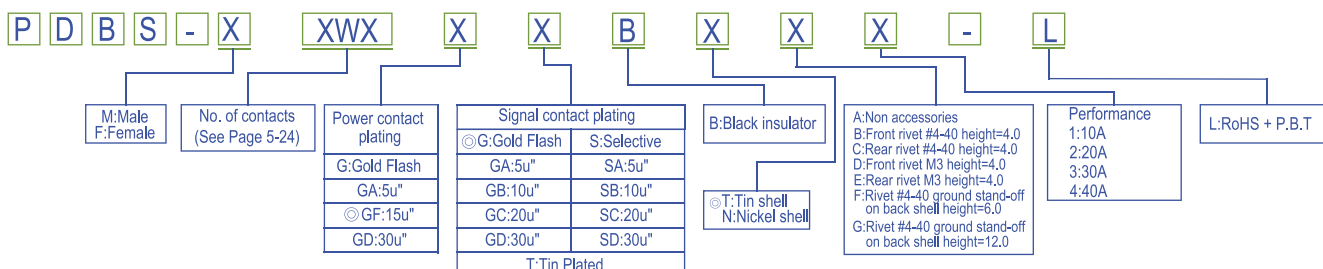 P D B S - X XWX X X B X X X - L
M:Male
F:Female
No. of contacts
(See Page 5-24)
Power contact
plating
G:Gold Flash
GA:5u"
◎GF:15u"
GD:30u"
Signal contact plating
◎G:Gold Flash S:Selective
GA:5u" SA:5u"
GB:10u" SB:10u"
GC:20u" SC:20u"
GD:30u" SD:30u"
T:Tin Plated
B:Black insulator
◎T:Tin shell
N:Nickel shell
A:Non accessories
B:Front rivet #4-40 height=4.0
C:Rear rivet #4-40 height=4.0
D:Front rivet M3 height=4.0
E:Rear rivet M3 height=4.0
F:Rivet #4-40 ground stand-off
on back shell height=6.0
G:Rivet #4-40 ground stand-off
on back shell height=12.0
Performance
1:10A
2:20A
3:30A
4:40A
L:RoHS + P.B.T